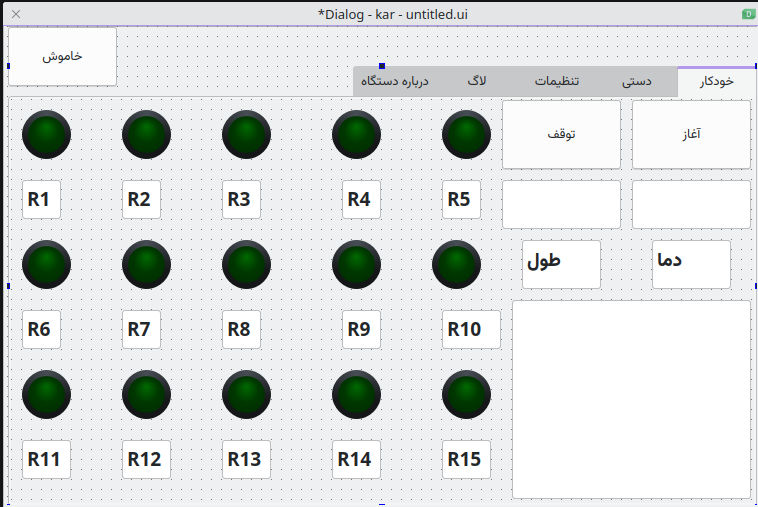 *Dialog - kar - untitled.ui
خاموش
خودکار
دستی
تنظیمات
لاگ
درباره دستگاه
آغاز
توقف
R1
R2
R3
R4
R5
دما
طول
R6
R7
R8
R9
R10
R11
R12
R13
R14
R15